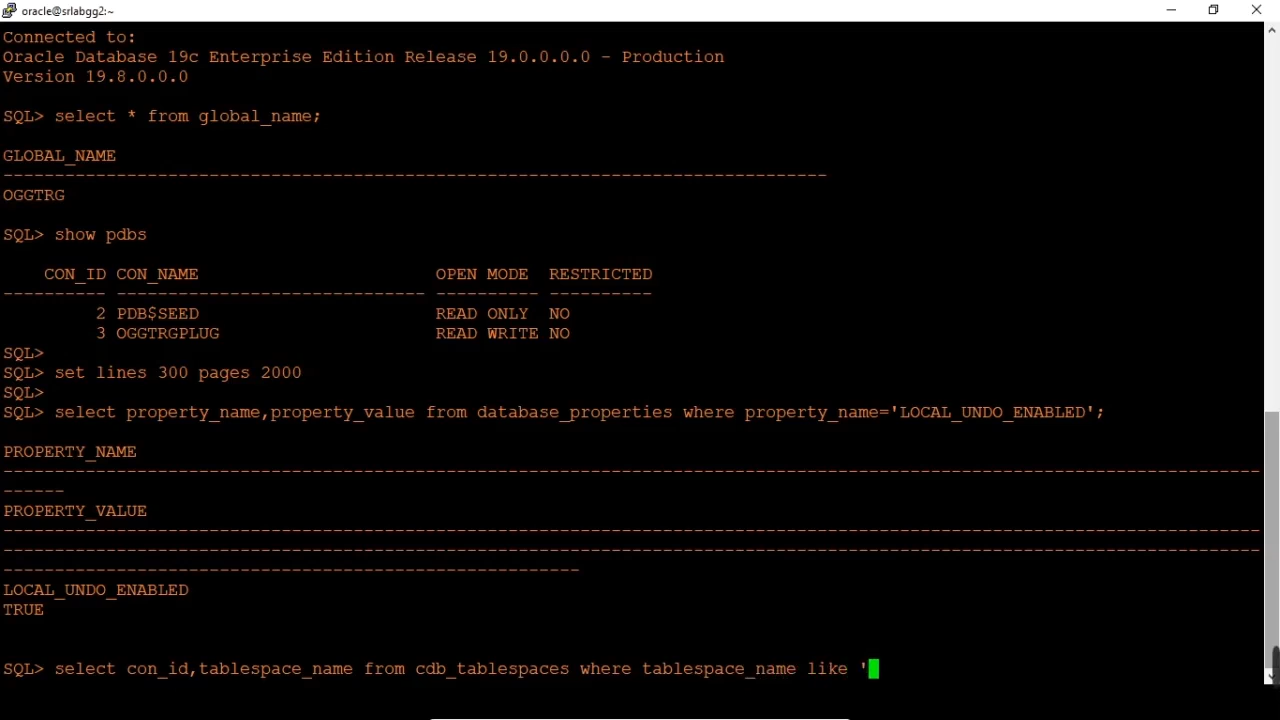 oracle@srlabgg2:~
Connected to:
Oracle Database 19c Enterprise Edition Release 19.0.0.0.0 - Production
Version 19.8.0.0.0
SQL> select * from global_name;
GLOBAL_NAME
--------------------------------------------------------------------------------
OGGTRG
SQL> show pdbs
    CON_ID CON_NAME                       OPEN MODE  RESTRICTED
---------- ------------------------------ ---------- ----------
         2 PDB$SEED                       READ ONLY  NO
         3 OGGTRGPLUG                     READ WRITE NO
SQL>
SQL> set lines 300 pages 2000
SQL>
SQL> select property_name,property_value from database_properties where property_name='LOCAL_UNDO_ENABLED';
PROPERTY_NAME
--------------------------------------------------------------------------------------------------------------------------
------
PROPERTY_VALUE
--------------------------------------------------------------------------------------------------------------------------
--------------------------------------------------------------------------------------------------------------------------
--------------------------------------------------------
LOCAL_UNDO_ENABLED
TRUE
SQL> select con_id,tablespace_name from cdb_tablespaces where tablespace_name like '